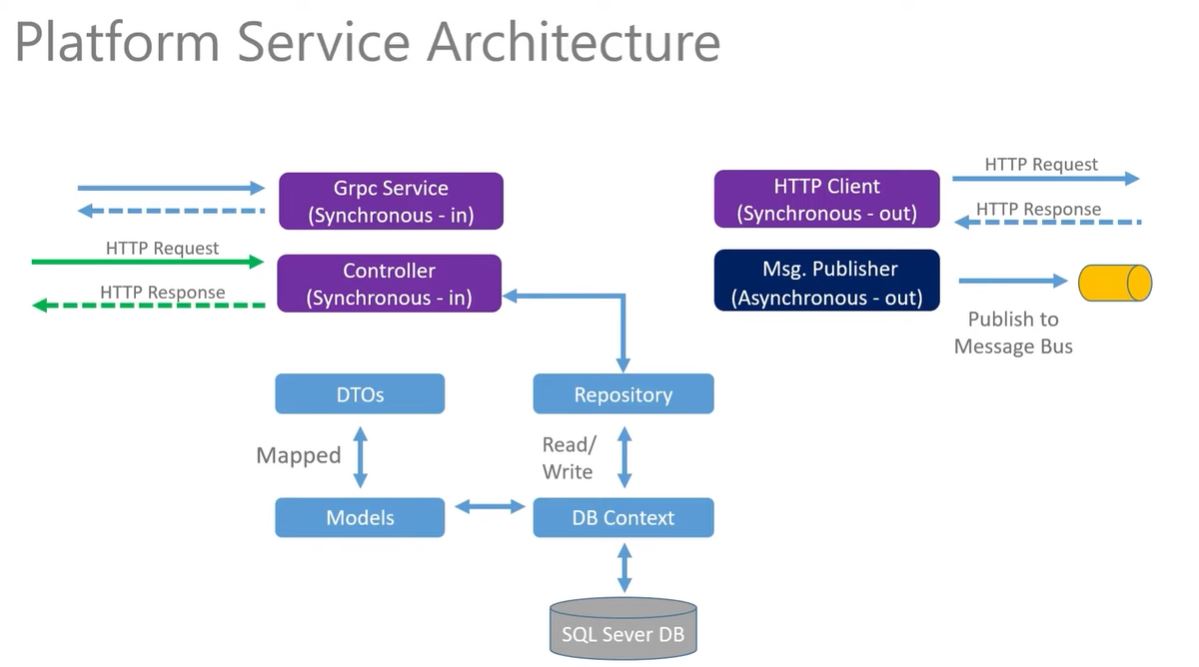 Platform Service Architecture
Grpc Service
(Synchronous - in)
HTTP Request
HTTP Response
Controller
(Synchronous - in)
HTTP Client
(Synchronous - out)
HTTP Request
HTTP Response
Msg. Publisher
(Asynchronous - out)
Publish to
Message Bus
DTOs
Repository
Mapped
Read/
Write
Models
DB Context
SQL Sever DB